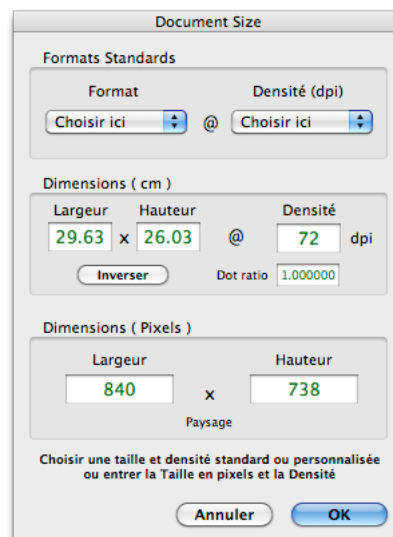 Document Size
Formats Standards
Format Densité (dpi)
Choisir ici @ Choisir ici
Dimensions ( cm )
Largeur Hauteur Densité
29.63 x 26.03 @ 72 dpi
Inverser Dot ratio 1.000000
Dimensions ( Pixels )
Largeur Hauteur
840 x 738
Paysage
Choisir une taille et densité standard ou personnalisée
ou entrer la Taille en pixels et la Densité
Annuler OK